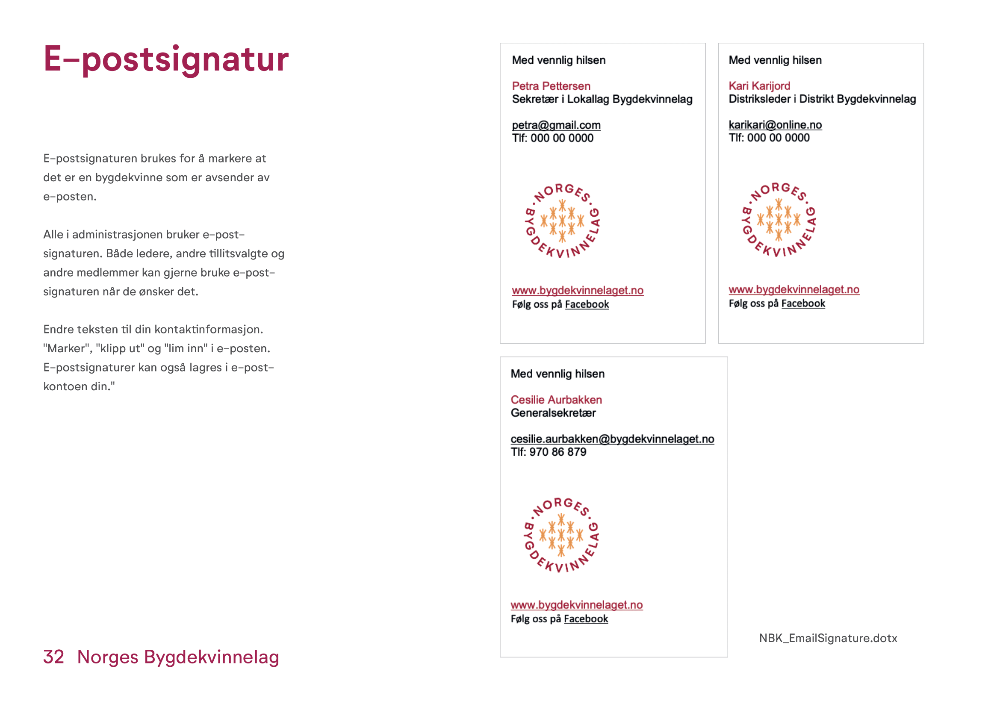 E-postsignatur
E-postsignaturen brukes for å markere at
det er en bygdekvinne som er avsender av
e-posten.
Alle i administrasjonen bruker e-post-
signaturen. Både ledere, andre tillitsvalgte og
andre medlemmer kan gjerne bruke e-post-
signaturen når de ønsker det.
Endre teksten til din kontaktinformasjon.
"Marker", "klipp ut" og "lim inn" i e-posten.
E-postsignaturer kan også lagres i e-post-
kontoen din."
Med vennlig hilsen
Petra Pettersen
Sekretær i Lokallag Bygdekvinnelag
petra@gmail.com
Tlf: 000 00 0000
· NORGES ·
BYGDEKVINNELAG
www.bygdekvinnelaget.no
Følg oss på Facebook
Med vennlig hilsen
Kari Karijord
Distriksleder i Distrikt Bygdekvinnelag
karikari@online.no
Tlf: 000 00 0000
· NORGES ·
BYGDEKVINNELAG
www.bygdekvinnelaget.no
Følg oss på Facebook
Med vennlig hilsen
Cesilie Aurbakken
Generalsekretær
cesilie.aurbakken@bygdekvinnelaget.no
Tlf: 970 86 879
· NORGES ·
BYGDEKVINNELAG
www.bygdekvinnelaget.no
Følg oss på Facebook
NBK_EmailSignature.dotx
32 Norges Bygdekvinnelag